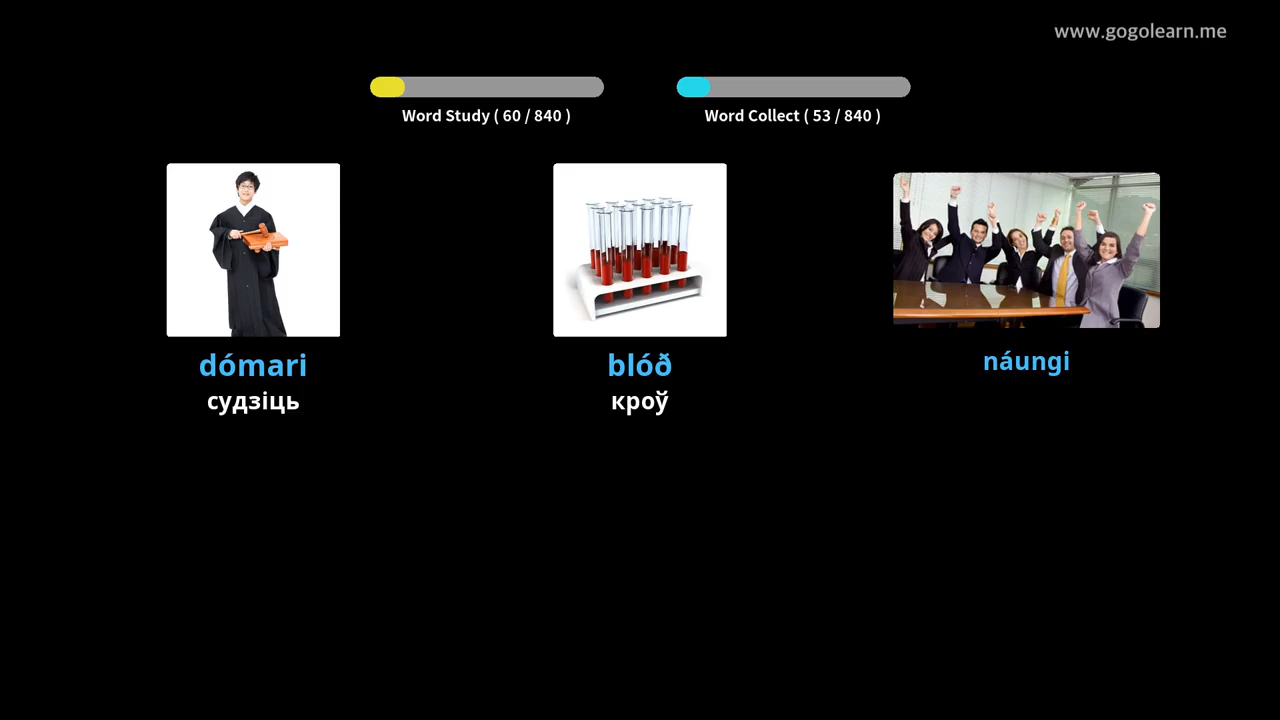 www.gogolearn.me
Word Study ( 60 / 840 )
Word Collect ( 53 / 840 )
dómari
судзіць
blóð
кроў
náungi